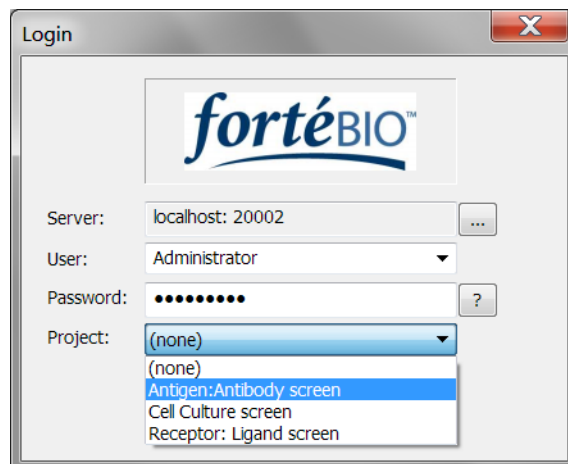 Login
X
fortéBIO™
Server: localhost: 20002 ...
User: Administrator
Password: ●●●●●●●●● ?
Project: (none)
(none)
Antigen:Antibody screen
Cell Culture screen
Receptor: Ligand screen